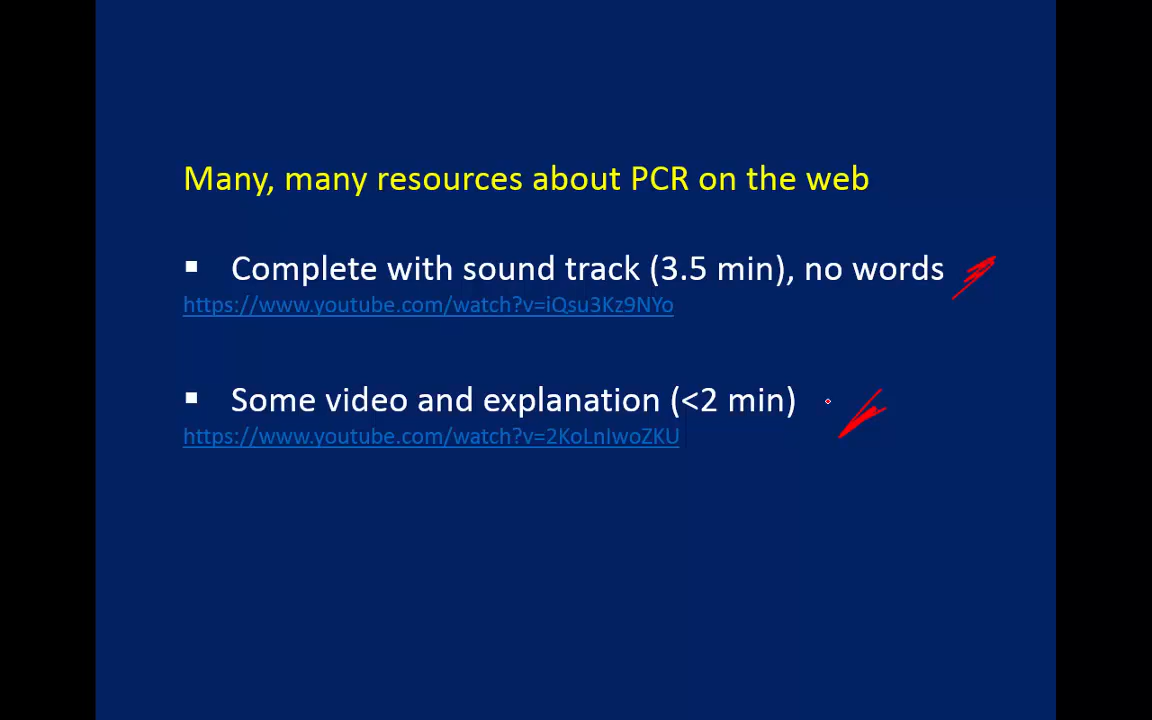 Many, many resources about PCR on the web
▪ Complete with sound track (3.5 min), no words
https://www.youtube.com/watch?v=iQsu3Kz9NYo
▪ Some video and explanation (<2 min)
https://www.youtube.com/watch?v=2KoLnIwoZKU